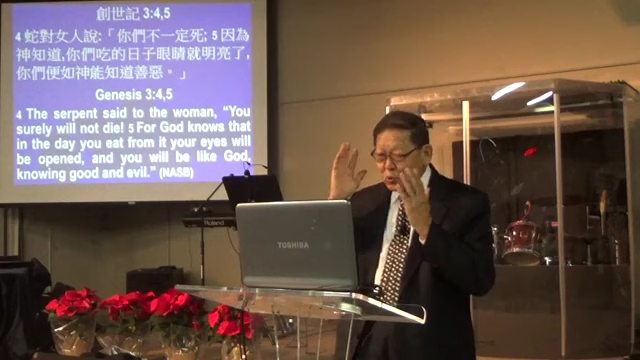 創世記 3:4,5
4 蛇對女人說:「你們不一定死; 5 因為
神知道,你們吃的日子眼睛就明亮了,
你們便如神能知道善惡。」
Genesis 3:4,5
4 The serpent said to the woman, “You
surely will not die! 5 For God knows that
in the day you eat from it your eyes will
be opened, and you will be like God,
knowing good and evil.” (NASB)
Roland
TOSHIBA